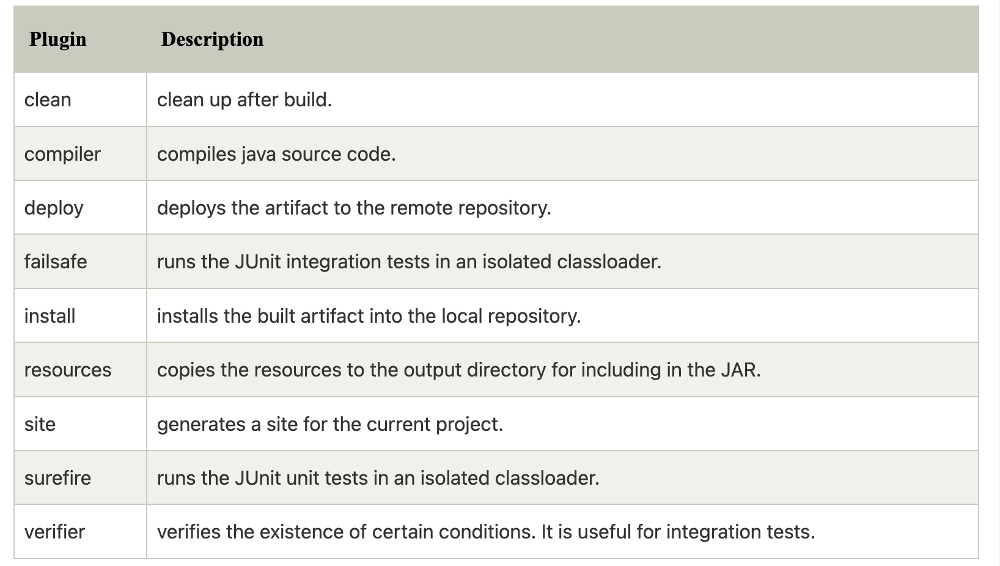 Plugin Description
clean clean up after build.
compiler compiles java source code.
deploy deploys the artifact to the remote repository.
failsafe runs the JUnit integration tests in an isolated classloader.
install installs the built artifact into the local repository.
resources copies the resources to the output directory for including in the JAR.
site generates a site for the current project.
surefire runs the JUnit unit tests in an isolated classloader.
verifier verifies the existence of certain conditions. It is useful for integration tests.